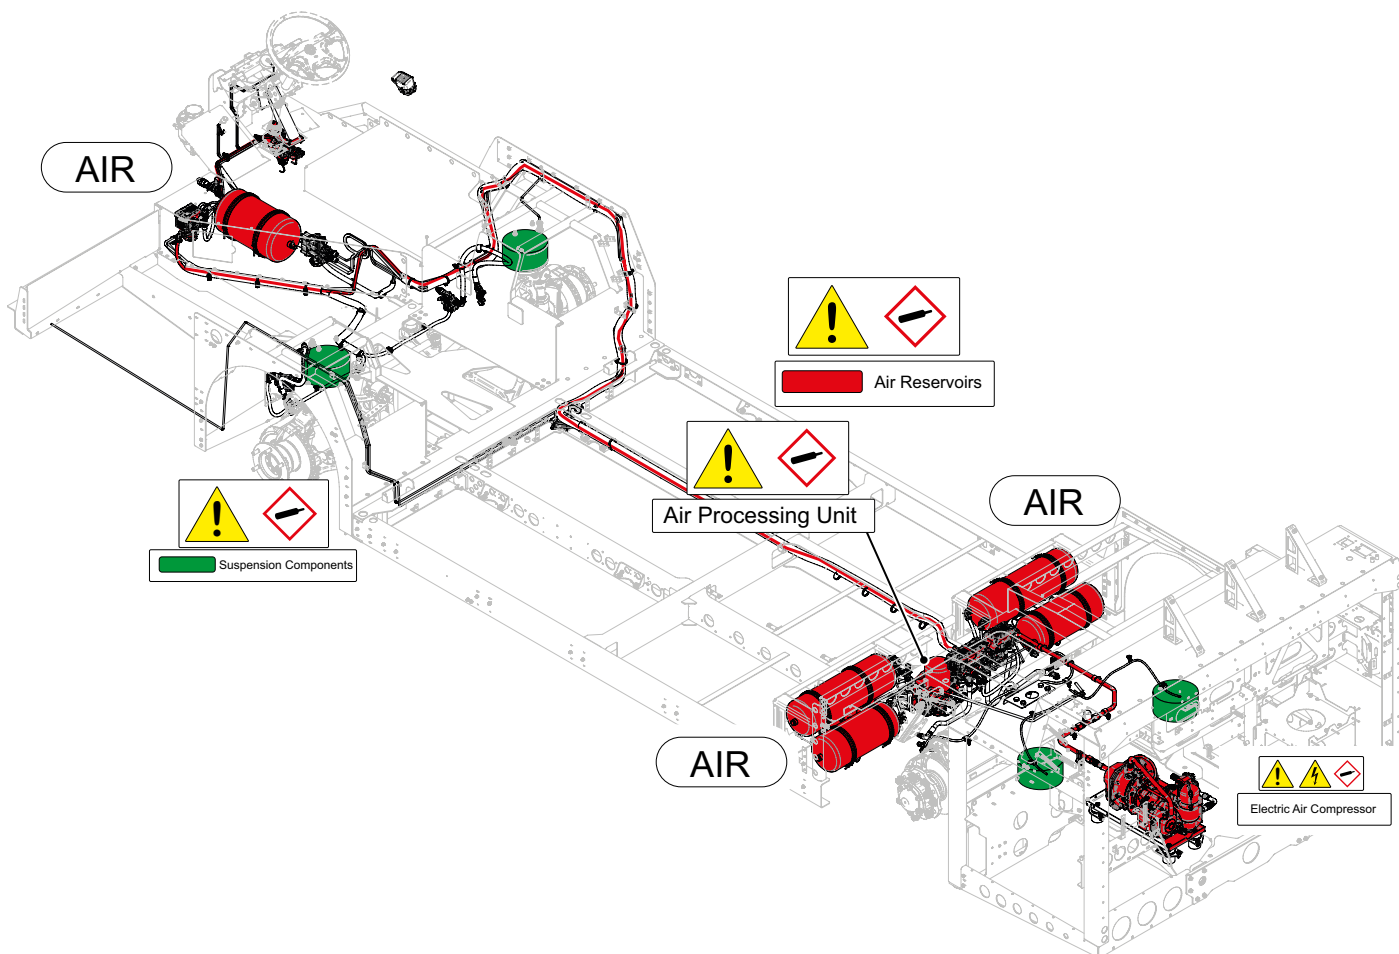 AIR
Air Reservoirs
Air Processing Unit
AIR
Suspension Components
AIR
Electric Air Compressor